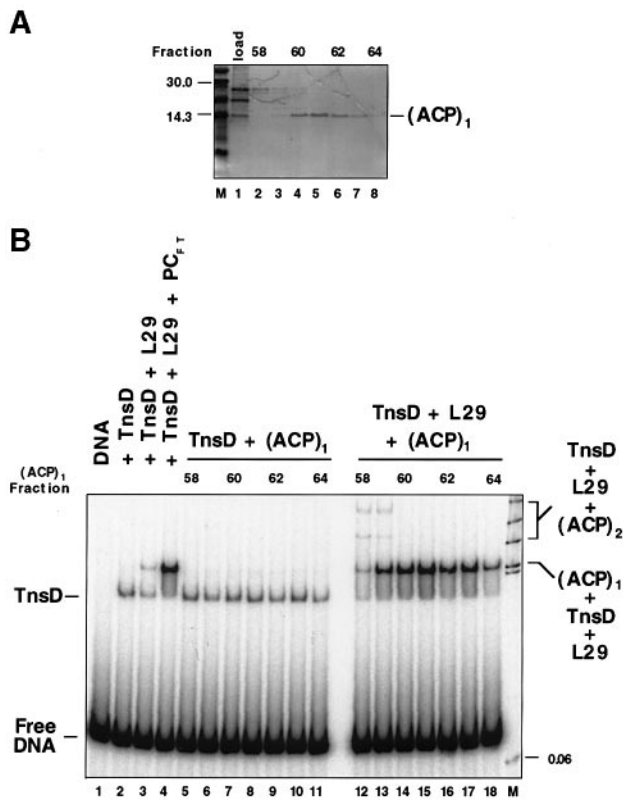 A
Fraction load 58 60 62 64
30.0
14.3
(ACP)1
M 1 2 3 4 5 6 7 8
B
DNA
+ TnsD
+ TnsD + L29
+ TnsD + L29 + PCFT
TnsD + (ACP)1
TnsD + L29
+ (ACP)1
(ACP)1
Fraction
58 60 62 64 58 60 62 64
TnsD
+
L29
+
(ACP)2
TnsD
(ACP)1
+
TnsD
+
L29
Free
DNA
0.06
1 2 3 4 5 6 7 8 9 10 11 12 13 14 15 16 17 18 M